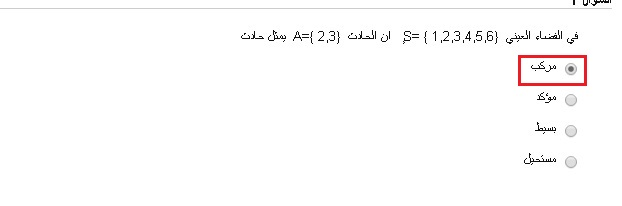 السؤال 1
في الفضاء العيني S= { 1,2,3,4,5,6} ان الحادث A={ 2,3} يمثل حادث
مركب
مؤكد
بسيط
مستحيل